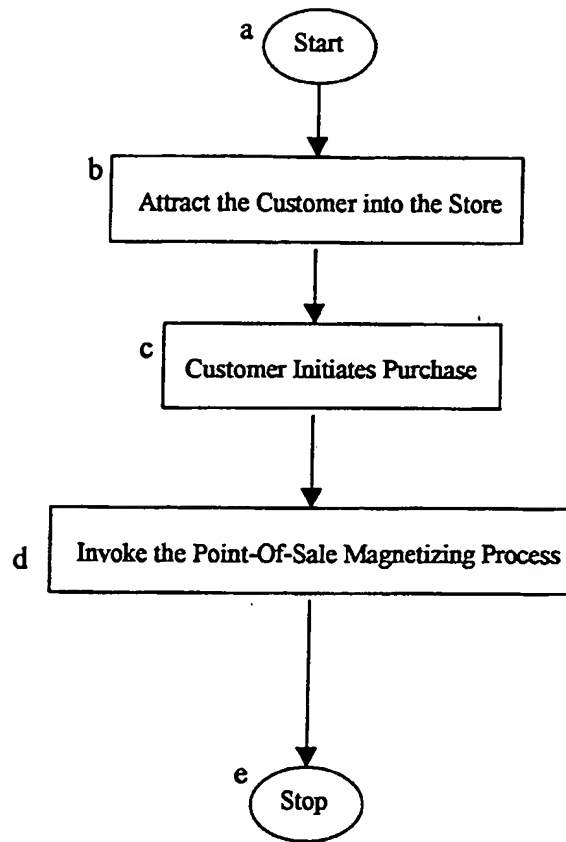 a
Start
b
Attract the Customer into the Store
c
Customer Initiates Purchase
d
Invoke the Point-Of-Sale Magnetizing Process
e
Stop